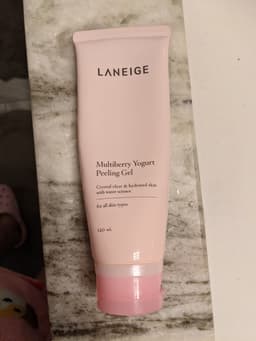 LANEIGE
Multiberry Yogurt
Peeling Gel
Crystal clear & hydrated skin
with water science
for all skin types
120 ml